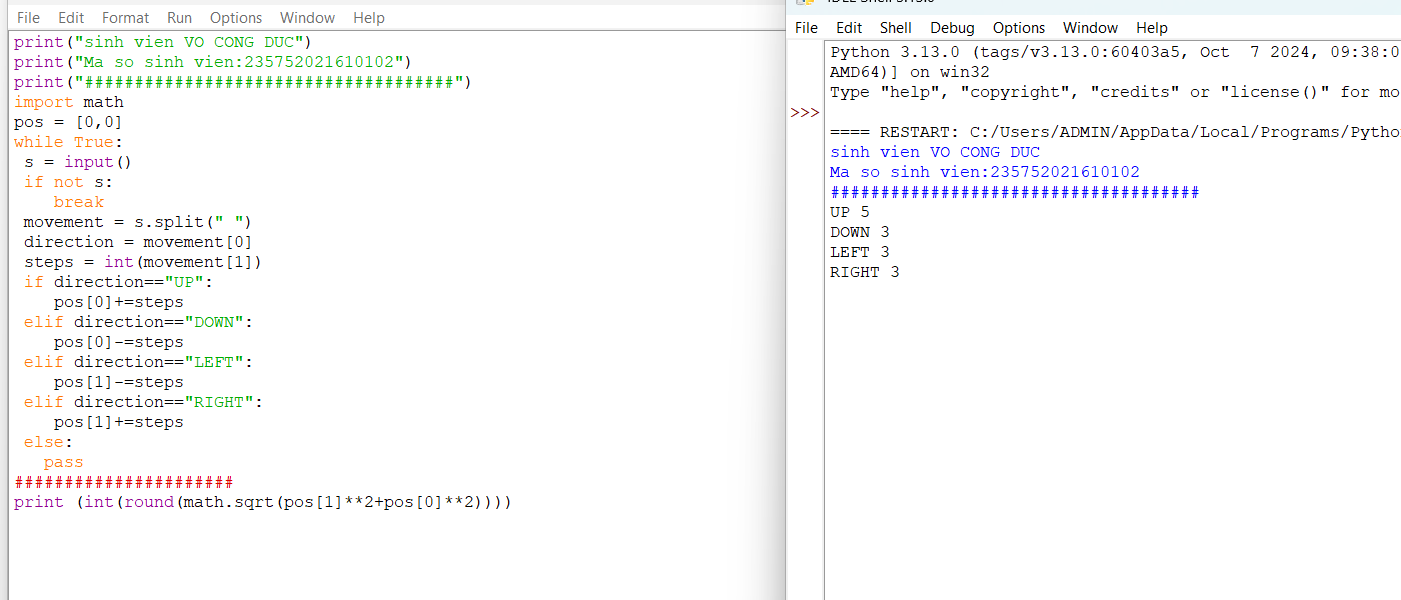 File Edit Format Run Options Window Help
print("sinh vien VO CONG DUC")
print("Ma so sinh vien:235752021610102")
print("#####################################")
import math
pos = [0,0]
while True:
 s = input()
 if not s:
    break
 movement = s.split(" ")
 direction = movement[0]
 steps = int(movement[1])
 if direction=="UP":
    pos[0]+=steps
 elif direction=="DOWN":
    pos[0]-=steps
 elif direction=="LEFT":
    pos[1]-=steps
 elif direction=="RIGHT":
    pos[1]+=steps
 else:
   pass
######################
print (int(round(math.sqrt(pos[1]**2+pos[0]**2))))
File Edit Shell Debug Options Window Help
Python 3.13.0 (tags/v3.13.0:60403a5, Oct  7 2024, 09:38:0
AMD64)] on win32
Type "help", "copyright", "credits" or "license()" for mo
>>>
==== RESTART: C:/Users/ADMIN/AppData/Local/Programs/Pytho
sinh vien VO CONG DUC
Ma so sinh vien:235752021610102
#####################################
UP 5
DOWN 3
LEFT 3
RIGHT 3